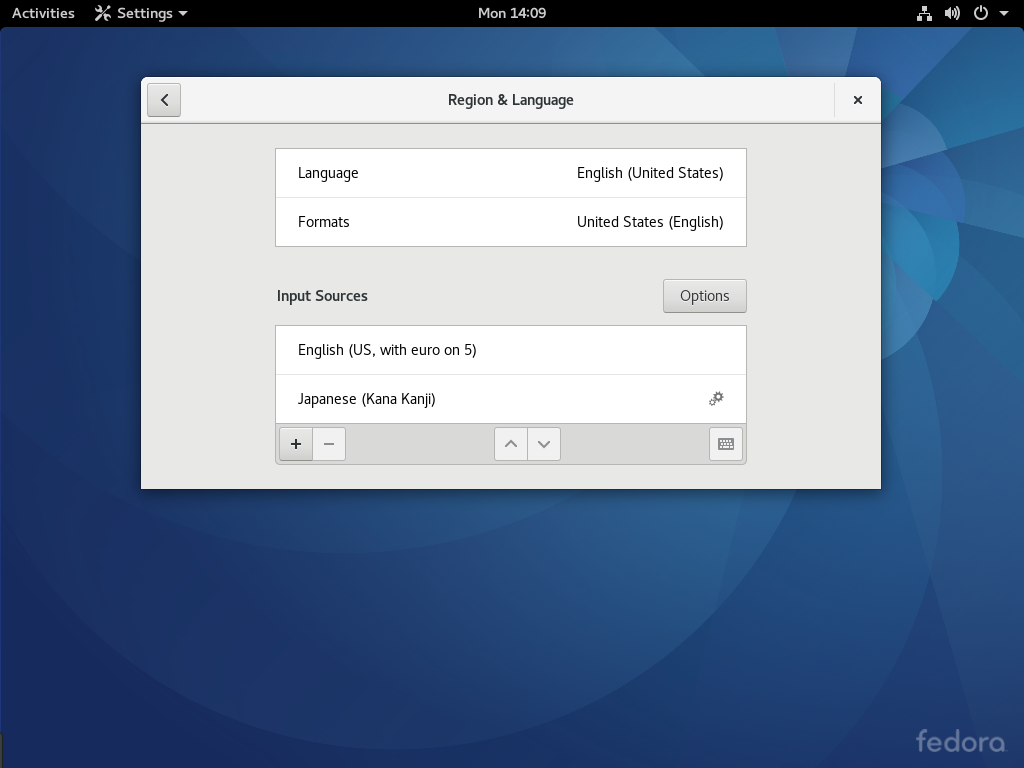 Activities Settings Mon 14:09
Region & Language
Language English (United States)
Formats United States (English)
Input Sources Options
English (US, with euro on 5)
Japanese (Kana Kanji)
fedora